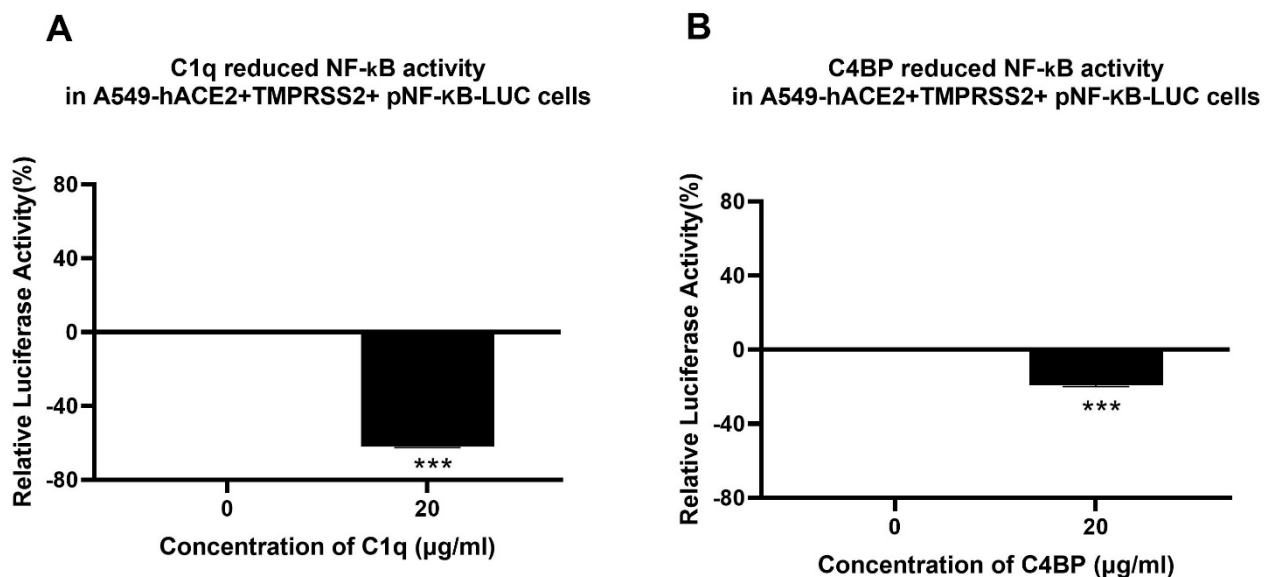 A
C1q reduced NF-κB activity
in A549-hACE2+TMPRSS2+ pNF-κB-LUC cells
Relative Luciferase Activity(%)
80
40
0
-40
-80
***
0
20
Concentration of C1q (µg/ml)
B
C4BP reduced NF-kB activity
in A549-hACE2+TMPRSS2+ pNF-κB-LUC cells
Relative Luciferase Activity(%)
80
40
0
-40
-80
***
0
20
Concentration of C4BP (µg/ml)